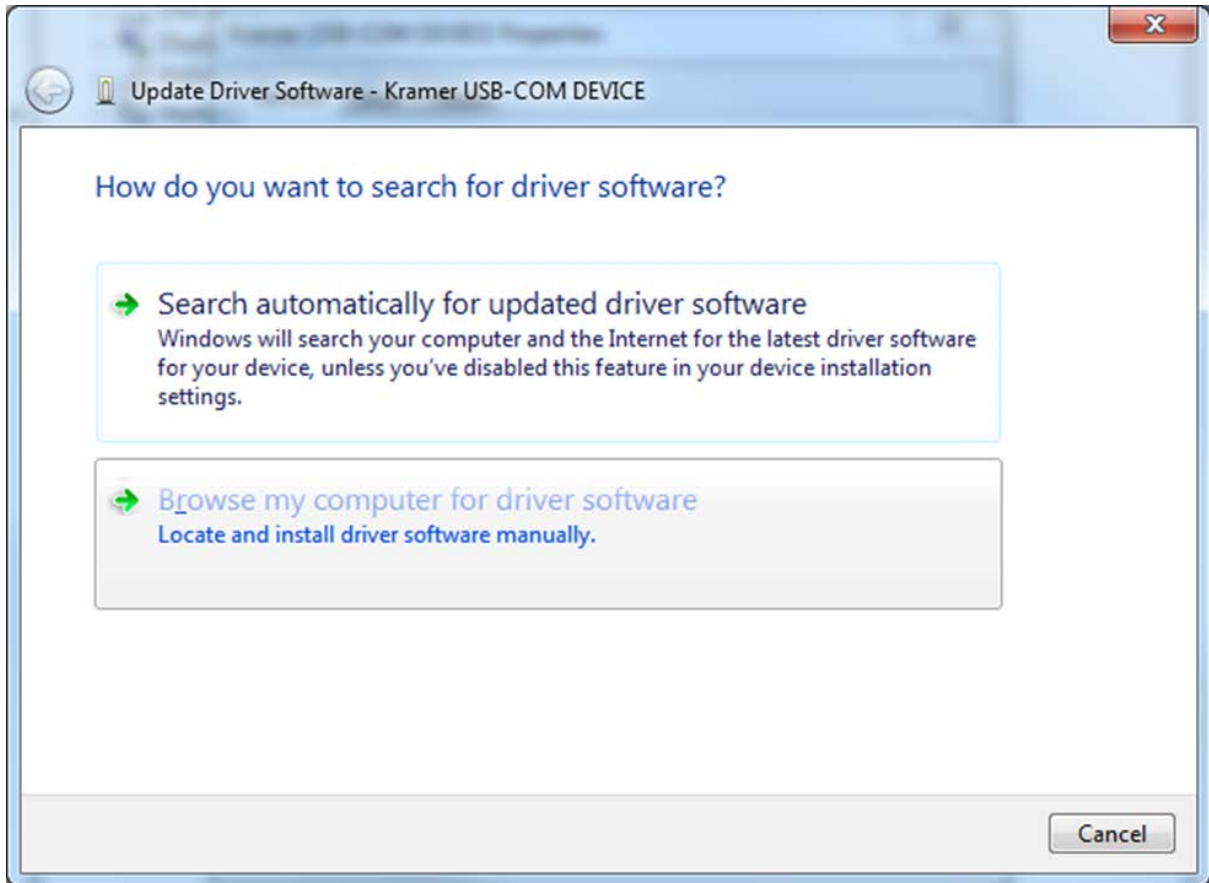 Update Driver Software - Kramer USB-COM DEVICE
How do you want to search for driver software?
Search automatically for updated driver software
Windows will search your computer and the Internet for the latest driver software
for your device, unless you've disabled this feature in your device installation
settings.
Browse my computer for driver software
Locate and install driver software manually.
Cancel